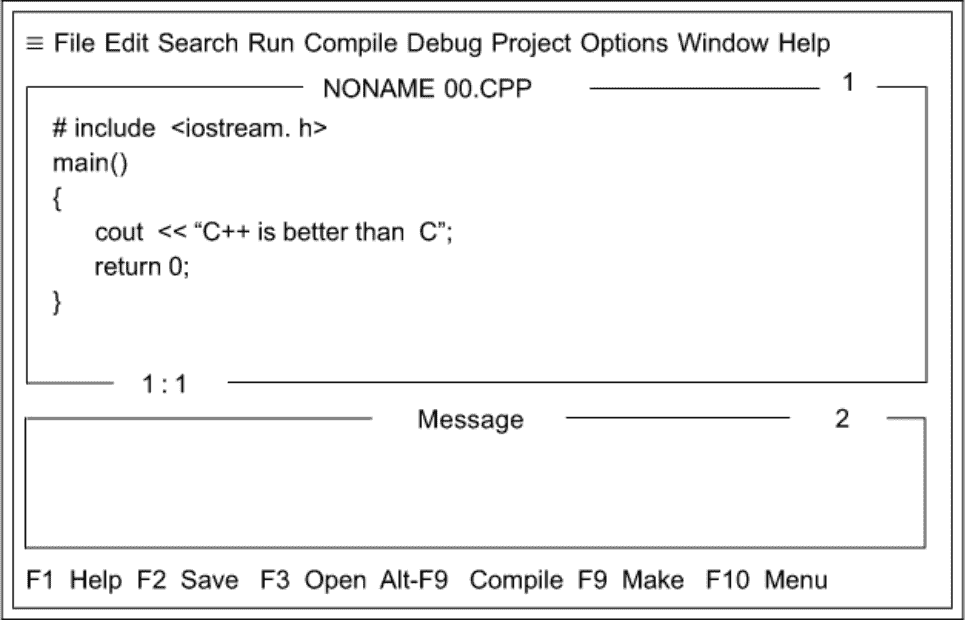 ≡ File Edit Search Run Compile Debug Project Options Window Help
NONAME 00.CPP 1
# include <iostream. h>
main()
{
cout << “C++ is better than C”;
return 0;
}
1 : 1
Message 2
F1 Help F2 Save F3 Open Alt-F9 Compile F9 Make F10 Menu